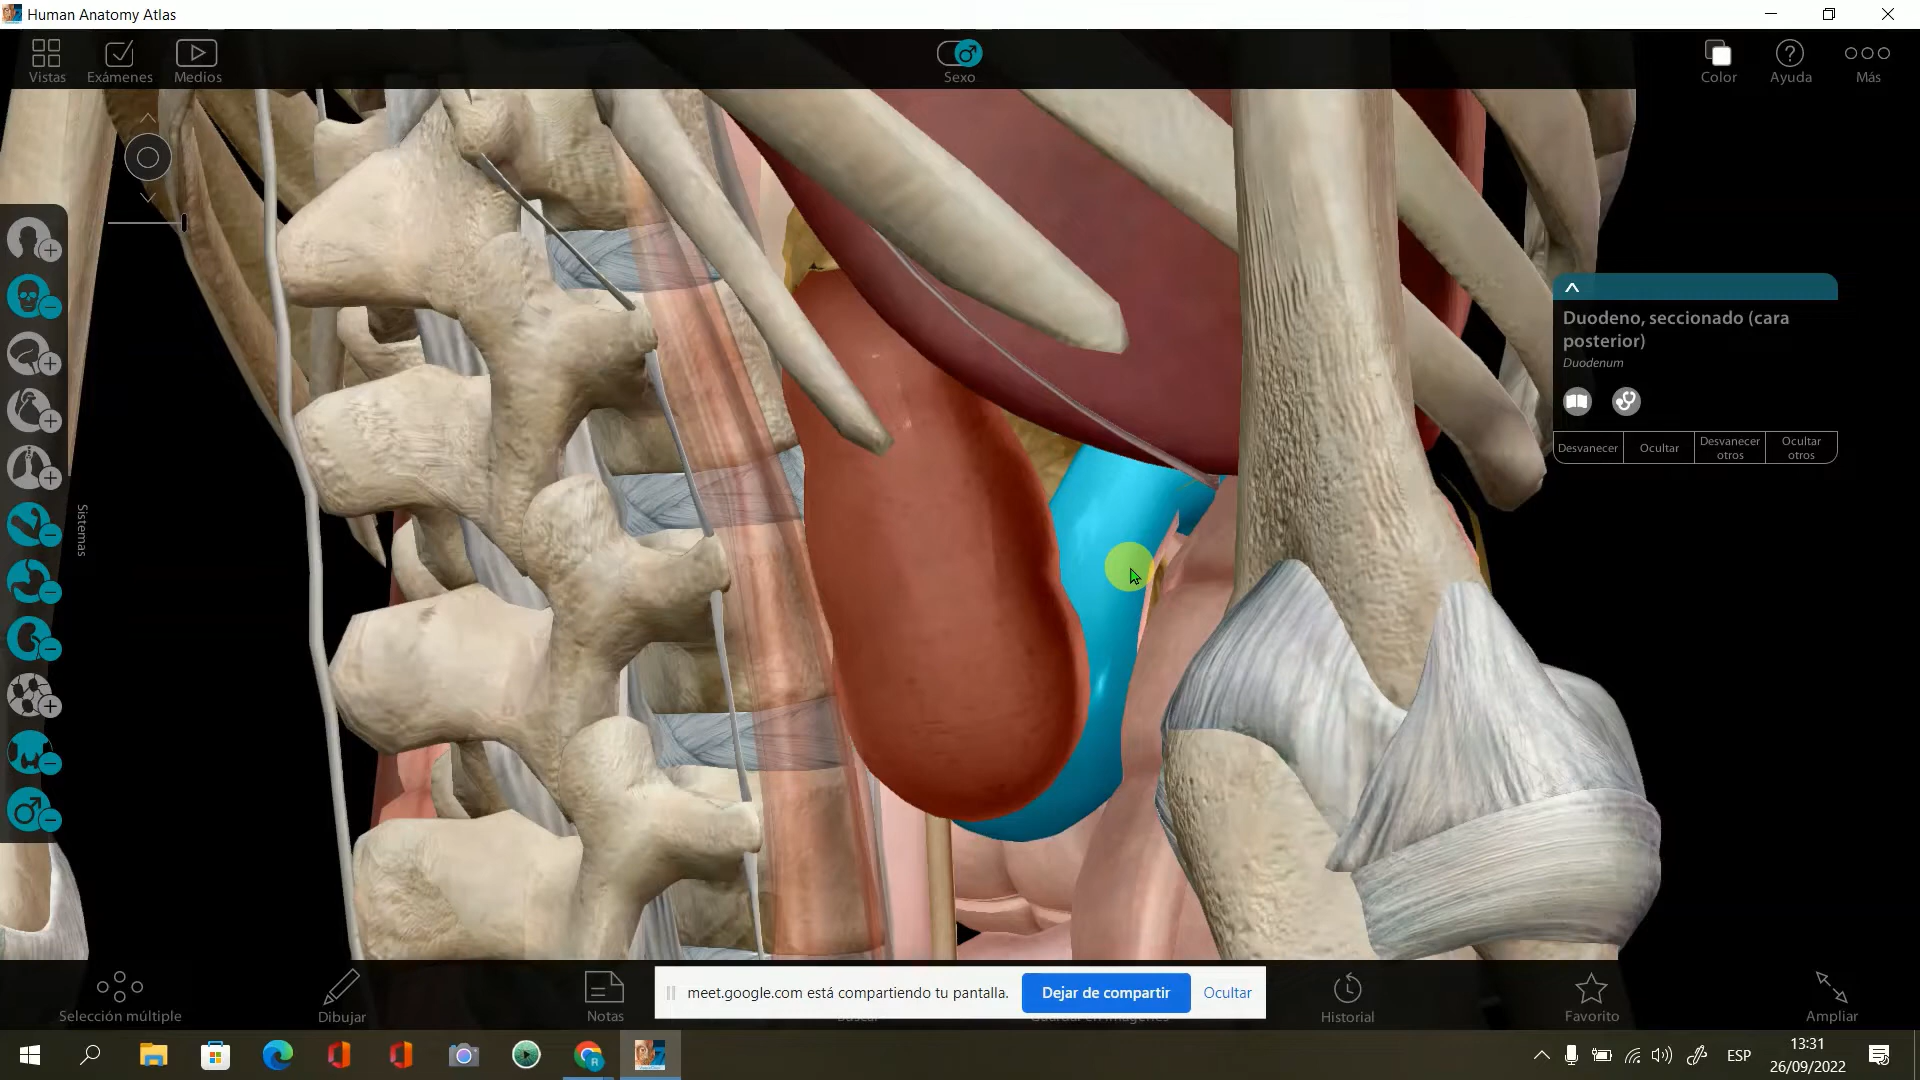 Human Anatomy Atlas
Vistas
Exámenes
Medios
Sexo
Color
Ayuda
Más
Sistemas
Duodeno, seccionado (cara
posterior)
Duodenum
Desvanecer
Ocultar
Desvanecer
otros
Ocultar
otros
Selección múltiple
Dibujar
Notas
meet.google.com está compartiendo tu pantalla.
Dejar de compartir
Ocultar
Historial
Favorito
Ampliar
ESP
13:31
26/09/2022